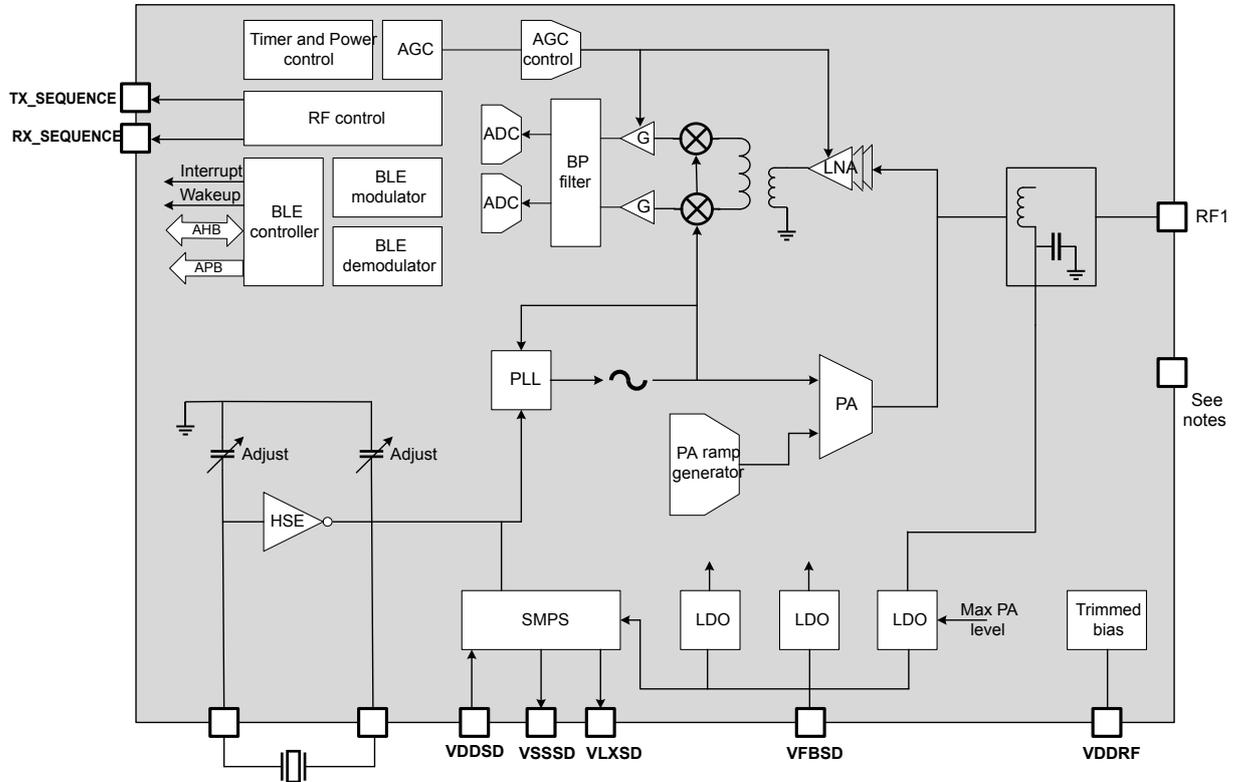 Timer and Power
control
AGC
AGC
control
TX_SEQUENCE
RX_SEQUENCE
RF control
ADC
ADC
BP
filter
G
G
LNA
Interrupt
Wakeup
AHB
APB
BLE
controller
BLE
modulator
BLE
demodulator
RF1
See
notes
PLL
PA
PA ramp
generator
Adjust
Adjust
HSE
SMPS
LDO
LDO
LDO
Max PA
level
Trimmed
bias
VDDSD
VSSSD
VLXSD
VFBSD
VDDRF